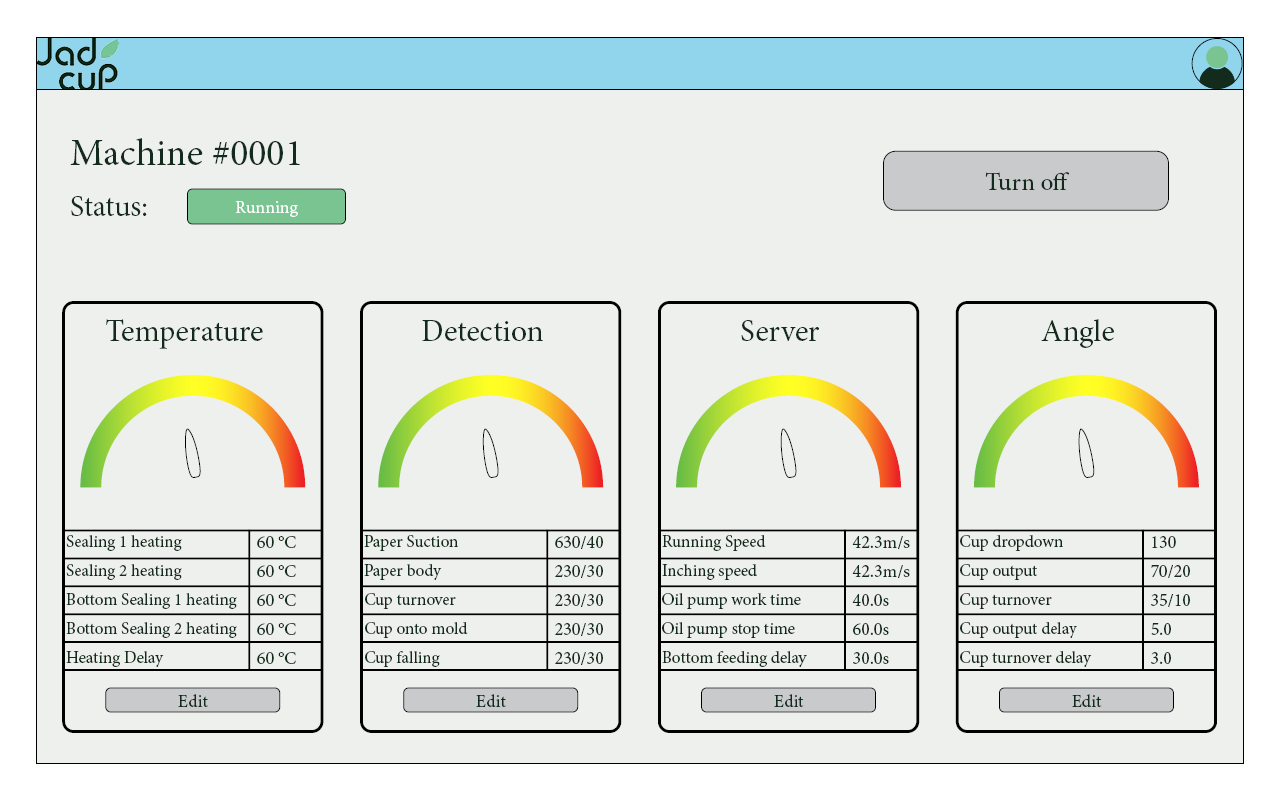 Jad
cup
Machine #0001
Turn off
Status: Running
Temperature
Sealing 1 heating 60 °C
Sealing 2 heating 60 °C
Bottom Sealing 1 heating 60 °C
Bottom Sealing 2 heating 60 °C
Heating Delay 60 °C
Edit
Detection
Paper Suction 630/40
Paper body 230/30
Cup turnover 230/30
Cup onto mold 230/30
Cup falling 230/30
Edit
Server
Running Speed 42.3m/s
Inching speed 42.3m/s
Oil pump work time 40.0s
Oil pump stop time 60.0s
Bottom feeding delay 30.0s
Edit
Angle
Cup dropdown 130
Cup output 70/20
Cup turnover 35/10
Cup output delay 5.0
Cup turnover delay 3.0
Edit